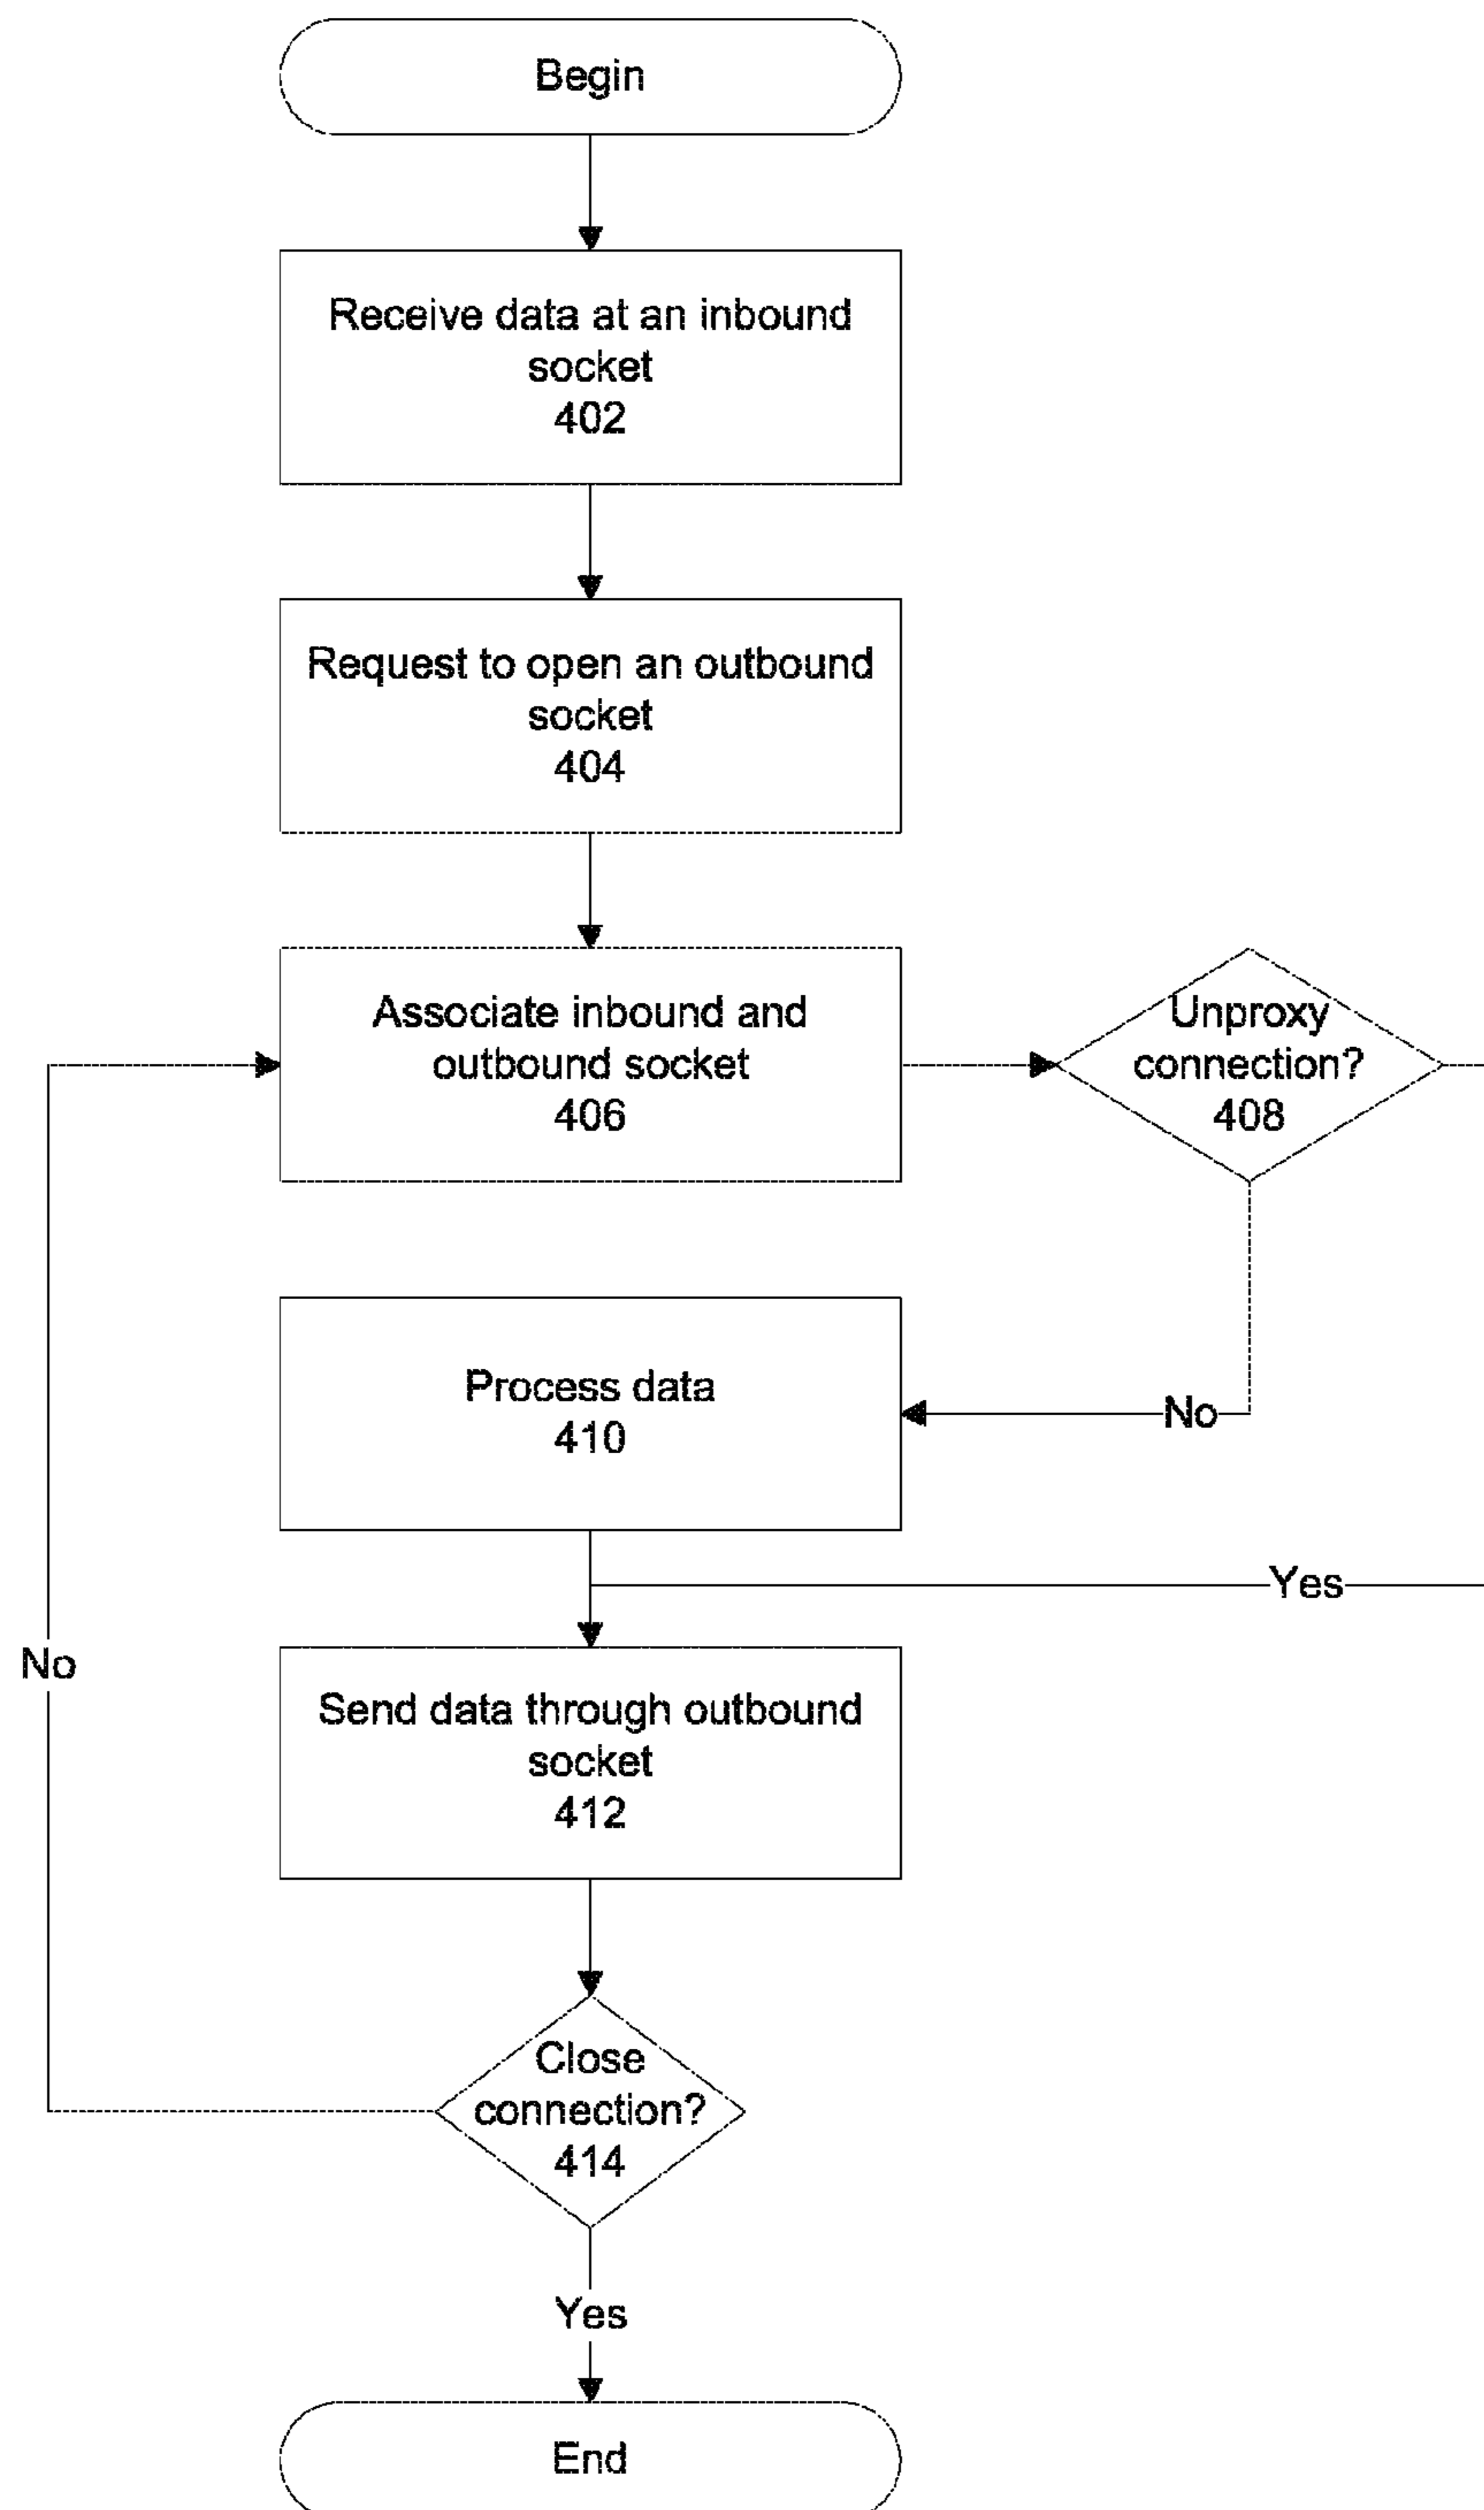 Begin
Receive data at an inbound
socket
402
Request to open an outbound
socket
404
Associate inbound and
outbound socket
406
Unproxy
connection?
408
Process data
410
No
Yes
No
Send data through outbound
socket
412
Close
connection?
414
Yes
End